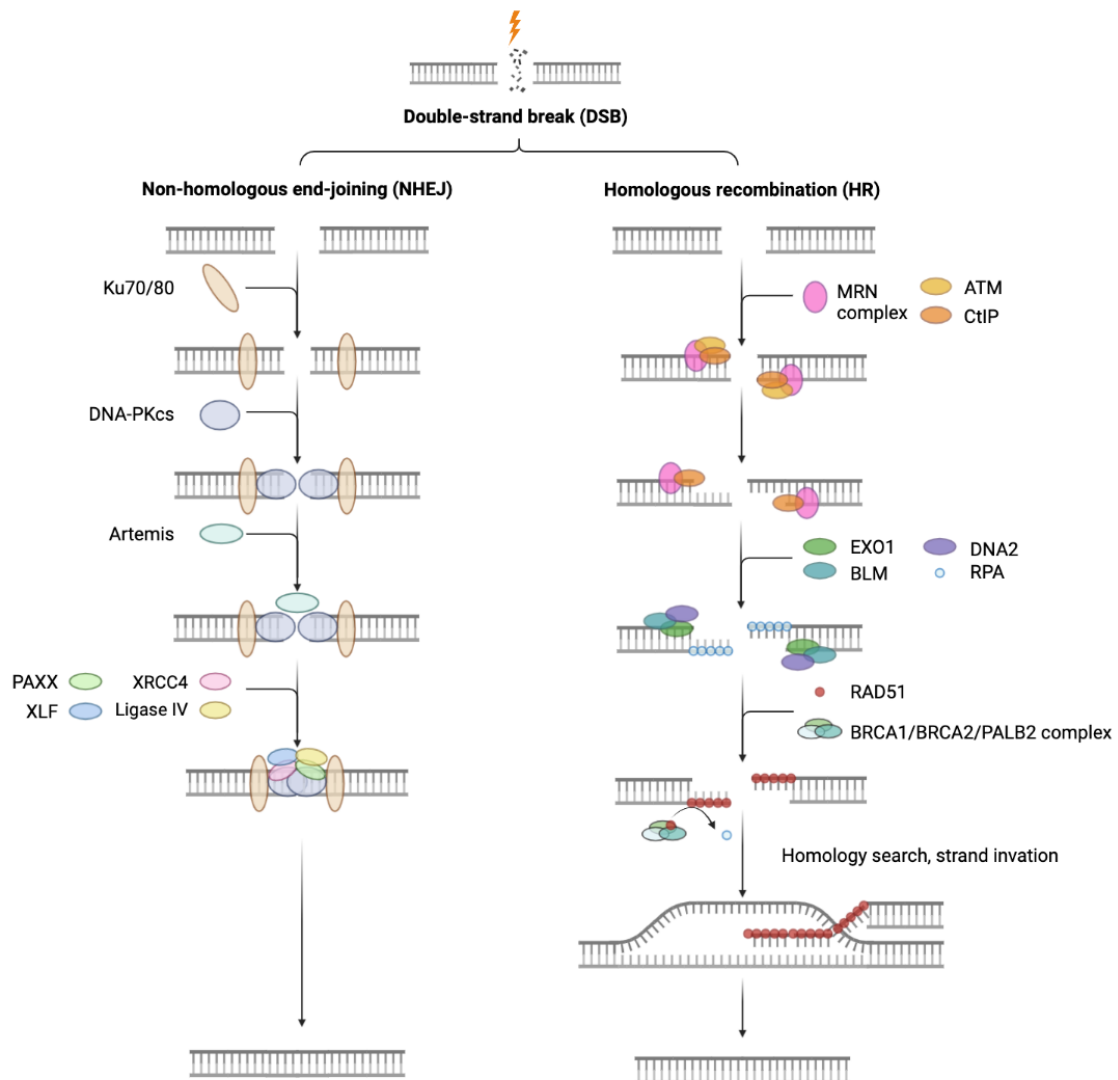 Double-strand break (DSB)
Non-homologous end-joining (NHEJ)
Ku70/80
DNA-PKcs
Artemis
PAXX
XRCC4
XLF
Ligase IV
Homologous recombination (HR)
MRN
complex
ATM
CtIP
EXO1
DNA2
BLM
RPA
RAD51
BRCA1/BRCA2/PALB2 complex
Homology search, strand invation